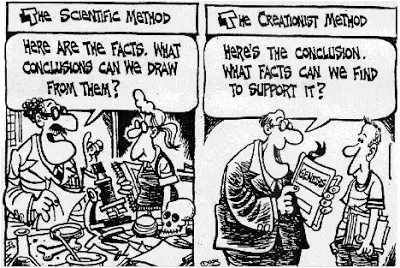 The Scientific Method
Here are the facts. What
conclusions can we draw
from them?
The Creationist Method
Here's the conclusion.
What facts can we find
to support it?
GENESIS